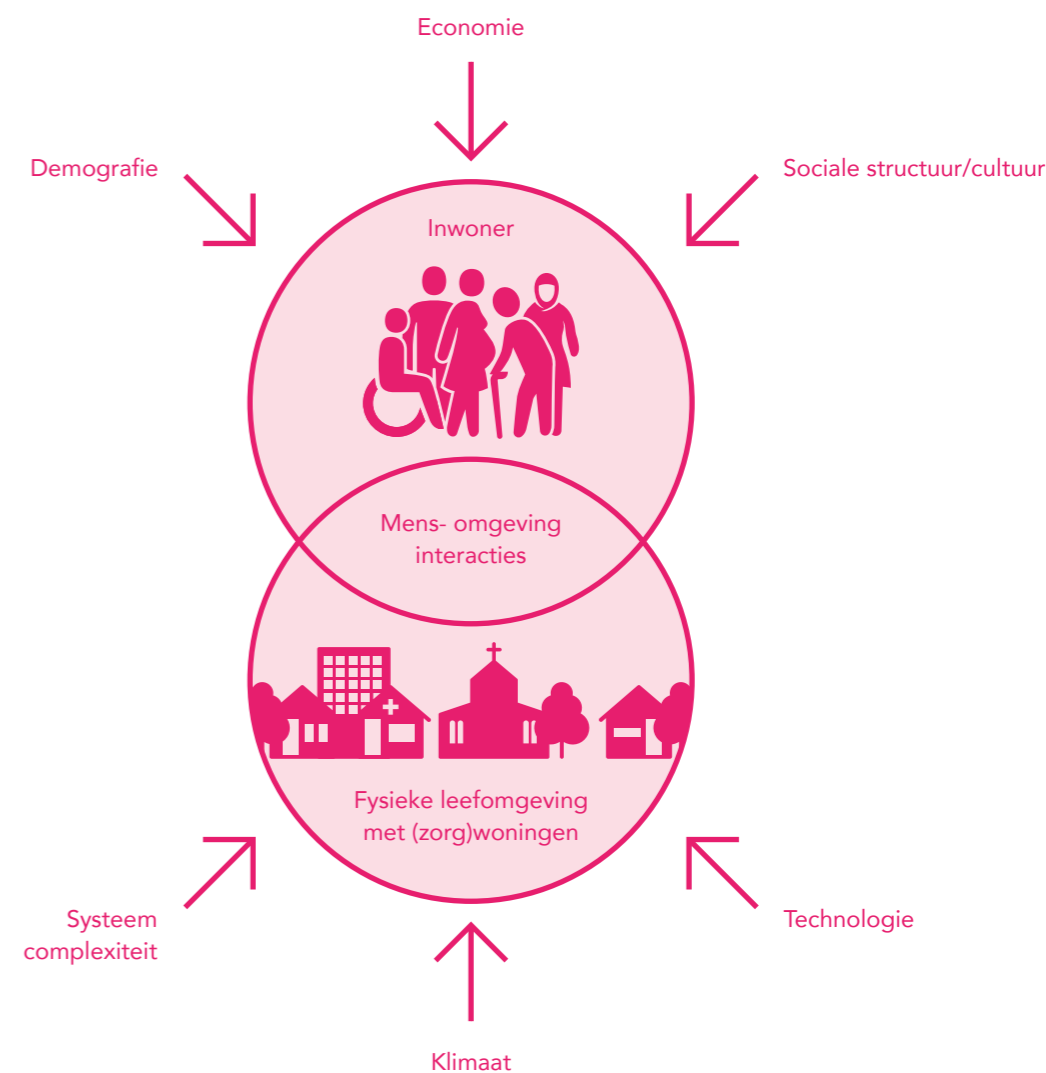 Economie
Demografie
Sociale structuur/cultuur
Inwoner
Mens- omgeving
interacties
Fysieke leefomgeving
met (zorg)woningen
Systeem
complexiteit
Technologie
Klimaat